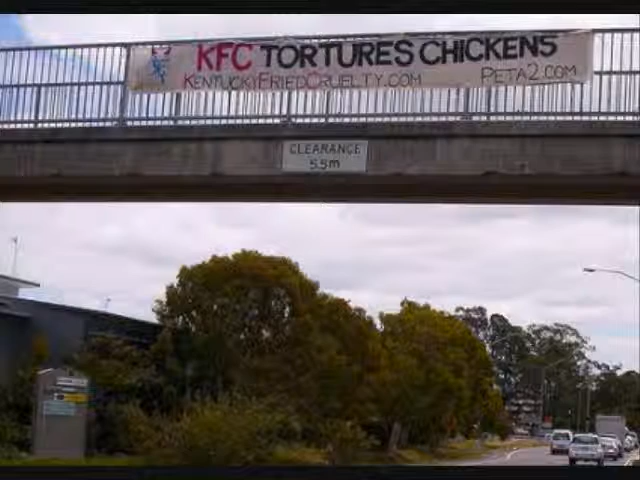 KFC TORTURES CHICKENS
KENTUCKYFRIEDCRUELTY.COM PETA2.COM
CLEARANCE
5.5m